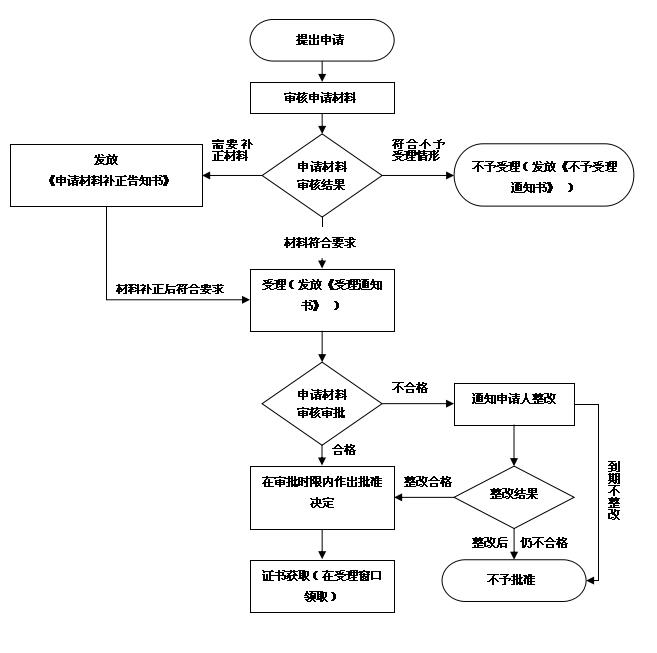 提出申请
审核申请材料
需要补
正材料
符合不予
受理情形
发放
《申请材料补正告知书》
申请材料
审核结果
不予受理（发放《不予受理
通知书》 ）
材料符合要求
材料补正后符合要求
受理（发放《受理通知
书》 ）
申请材料
审核审批
不合格
通知申请人整改
合格
到期不整改
在审批时限内作出批准
决定
整改合格
整改结果
整改后 仍不合格
证书获取（在受理窗口
领取）
不予批准